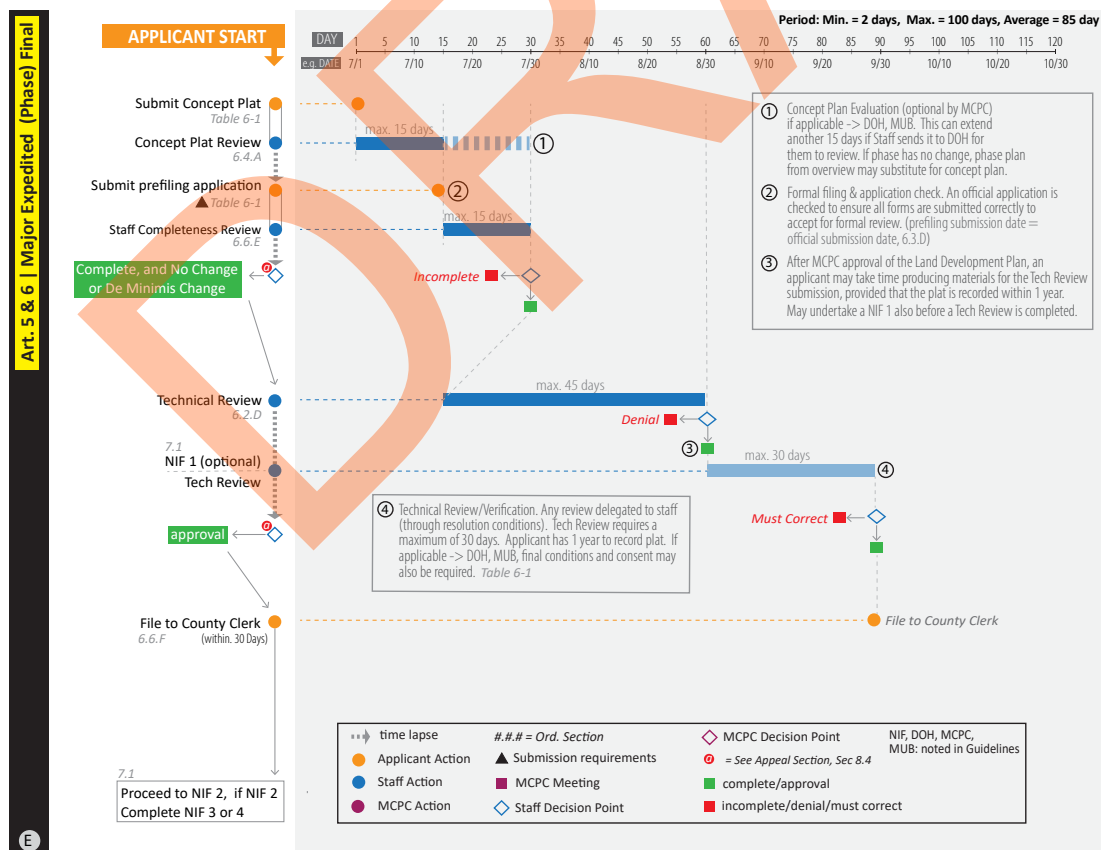 Art. 5 & 6 | Major Expedited (Phase) Final
E
Period: Min. = 2 days, Max. = 100 days, Average = 85 day
APPLICANT START
DAY 1 5 10 15 20 25 30 35 40 45 50 55 60 65 70 75 80 85 90 95 100 105 110 115 120
e.g. DATE 7/1 7/10 7/20 7/30 8/10 8/20 8/30 9/10 9/20 9/30 10/10 10/20 10/30
Submit Concept Plat
Table 6-1
Concept Plat Review
6.4.A
max. 15 days
1
Submit prefiling application
Table 6-1
2
Staff Completeness Review
6.6.E
max. 15 days
Complete, and No Change
or De Minimis Change
a
Incomplete
Technical Review
6.2.D
max. 45 days
Denial
3
7.1
NIF 1 (optional)
Tech Review
max. 30 days
4
Must Correct
approval
a
File to County Clerk
6.6.F (within. 30 Days)
File to County Clerk
7.1
Proceed to NIF 2, if NIF 2
Complete NIF 3 or 4
1 Concept Plan Evaluation (optional by MCPC)
if applicable -> DOH, MUB. This can extend
another 15 days if Staff sends it to DOH for
them to review. If phase has no change, phase plan
from overview may substitute for concept plan.
2 Formal filing & application check. An official application is
checked to ensure all forms are submitted correctly to
accept for formal review. (prefiling submission date =
official submission date, 6.3.D)
3 After MCPC approval of the Land Development Plan, an
applicant may take time producing materials for the Tech Review
submission, provided that the plat is recorded within 1 year.
May undertake a NIF 1 also before a Tech Review is completed.
4 Technical Review/Verification. Any review delegated to staff
(through resolution conditions). Tech Review requires a
maximum of 30 days. Applicant has 1 year to record plat. If
applicable -> DOH, MUB, final conditions and consent may
also be required. Table 6-1
time lapse
Applicant Action
Staff Action
MCPC Action
#.#.# = Ord. Section
Submission requirements
MCPC Meeting
Staff Decision Point
MCPC Decision Point
a = See Appeal Section, Sec 8.4
complete/approval
incomplete/denial/must correct
NIF, DOH, MCPC,
MUB: noted in Guidelines